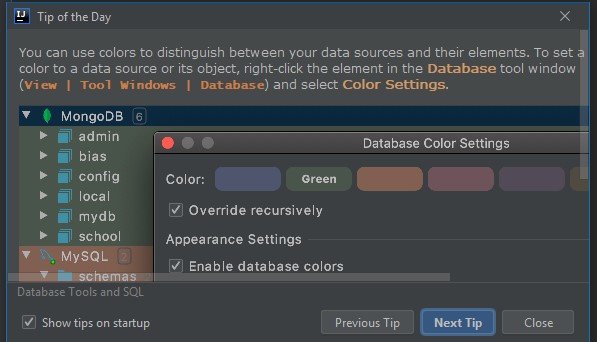 Tip of the Day
You can use colors to distinguish between your data sources and their elements. To set a
color to a data source or its object, right-click the element in the Database tool window
(View | Tool Windows | Database) and select Color Settings.
MongoDB 6
admin
bias
config
local
mydb
school
MySQL 2
schemas
Database Color Settings
Color: Green
Override recursively
Appearance Settings
Enable database colors
Database Tools and SQL
Show tips on startup
Previous Tip
Next Tip
Close